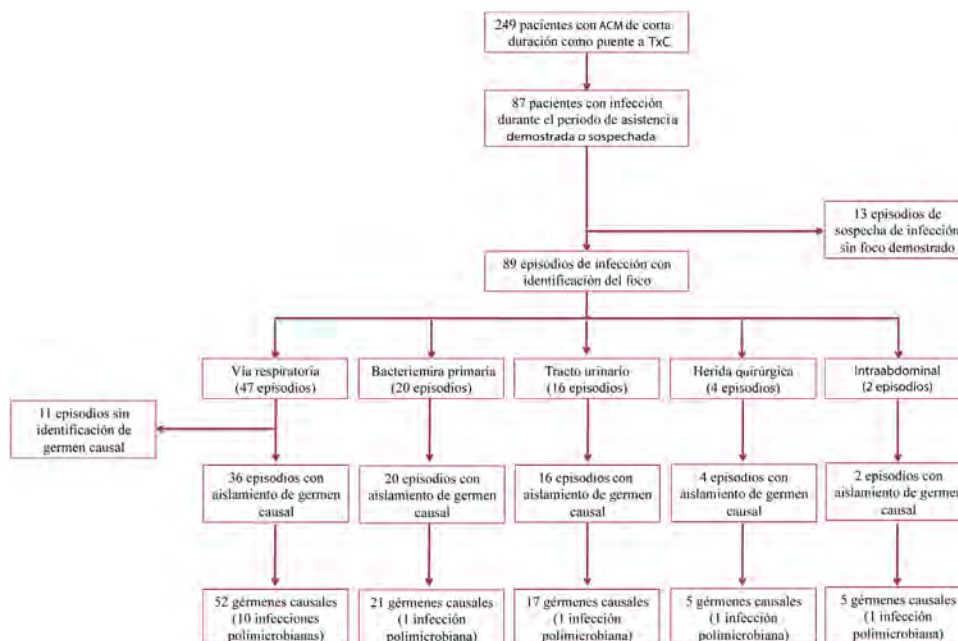 249 pacientes con ACM de corta
duración como puente a TxC
87 pacientes con infección
durante el periodo de asistencia
demostrada o sospechada
13 episodios de
sospecha de infección
sin foco demostrado
89 episodios de infección con
identificación del foco
Vía respiratoria
(47 episodios)
Bacteriemira primaria
(20 episodios)
Tracto urinario
(16 episodios)
Herida quirúrgica
(4 episodios)
Intraabdominal
(2 episodios)
11 episodios sin
identificación de
germen causal
36 episodios con
aislamiento de germen
causal
20 episodios con
aislamiento de germen
causal
16 episodios con
aislamiento de germen
causal
4 episodios con
aislamiento de germen
causal
2 episodios con
aislamiento de germen
causal
52 gérmenes causales
(10 infecciones
polimicrobianas)
21 gérmenes causales
(1 infección
polimicrobiana)
17 gérmenes causales
(1 infección
polimicrobiana)
5 gérmenes causales
(1 infección
polimicrobiana)
5 gérmenes causales
(1 infección
polimicrobiana)